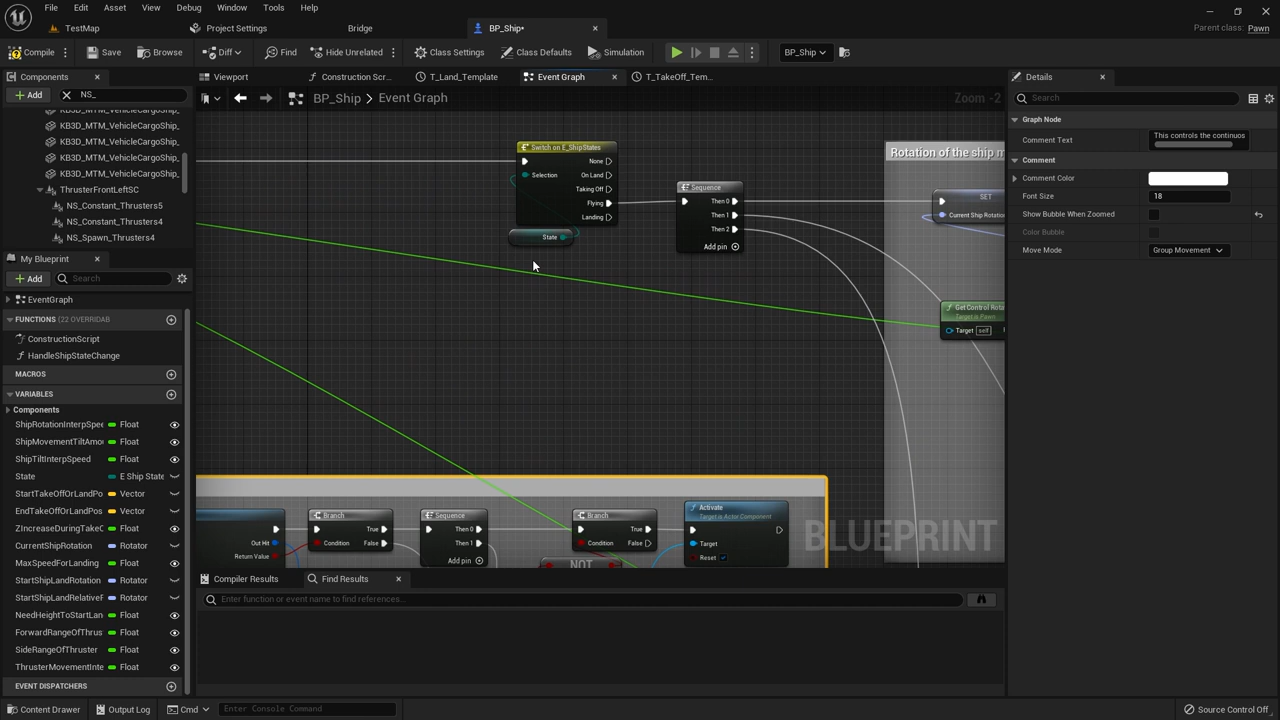 File Edit Asset View Debug Window Tools Help
TestMap Project Settings Bridge BP_Ship•
Parent class: Pawn
Compile Save Browse Diff Find Hide Unrelated Class Settings Class Defaults Simulation BP_Ship
Components Viewport Construction Scr... T_Land_Template Event Graph T_TakeOff_Tem... Details
Add NS_
BP_Ship > Event Graph Zoom -2
Search
KB3D_MTM_VehicleCargoShip_
KB3D_MTM_VehicleCargoShip_
KB3D_MTM_VehicleCargoShip_
KB3D_MTM_VehicleCargoShip_
ThrusterFrontLeftSC
NS_Constant_Thrusters5
NS_Constant_Thrusters4
NS_Spawn_Thrusters4
My Blueprint
Add Search
EventGraph
FUNCTIONS (22 OVERRIDAB
ConstructionScript
HandleShipStateChange
MACROS
VARIABLES
Components
ShipRotationInterpSpee Float
ShipMovementTiltAmou Float
ShipTiltInterpSpeed Float
State E Ship State
StartTakeOffOrLandPo Vector
EndTakeOffOrLandPos Vector
ZIncreaseDuringTakeO Float
CurrentShipRotation Rotator
MaxSpeedForLanding Float
StartShipLandRotation Rotator
StartShipLandRelativeF Rotator
NeedHeightToStartLan Float
ForwardRangeOfThrus Float
SideRangeOfThruster Float
ThrusterMovementInte Float
EVENT DISPATCHERS
Switch on E_ShipStates
None
Selection On Land
Taking Off
Flying
Landing
State
Sequence
Then 0
Then 1
Then 2
Add pin
Rotation of the ship m
SET
Current Ship Rotation
Get Control Rota
Target is Pawn
Target self
Branch
True
Condition False
Out Hit
Return Value
Sequence
Then 0
Then 1
Add pin
Branch
True
Condition False
NOT
Activate
Target is Actor Component
Target
Reset
BLUEPRINT
Graph Node
Comment Text This controls the continuos
Comment
Comment Color
Font Size 18
Show Bubble When Zoomed
Color Bubble
Move Mode Group Movement
Compiler Results Find Results
Enter function or event name to find references...
Content Drawer Output Log Cmd Enter Console Command Source Control Off